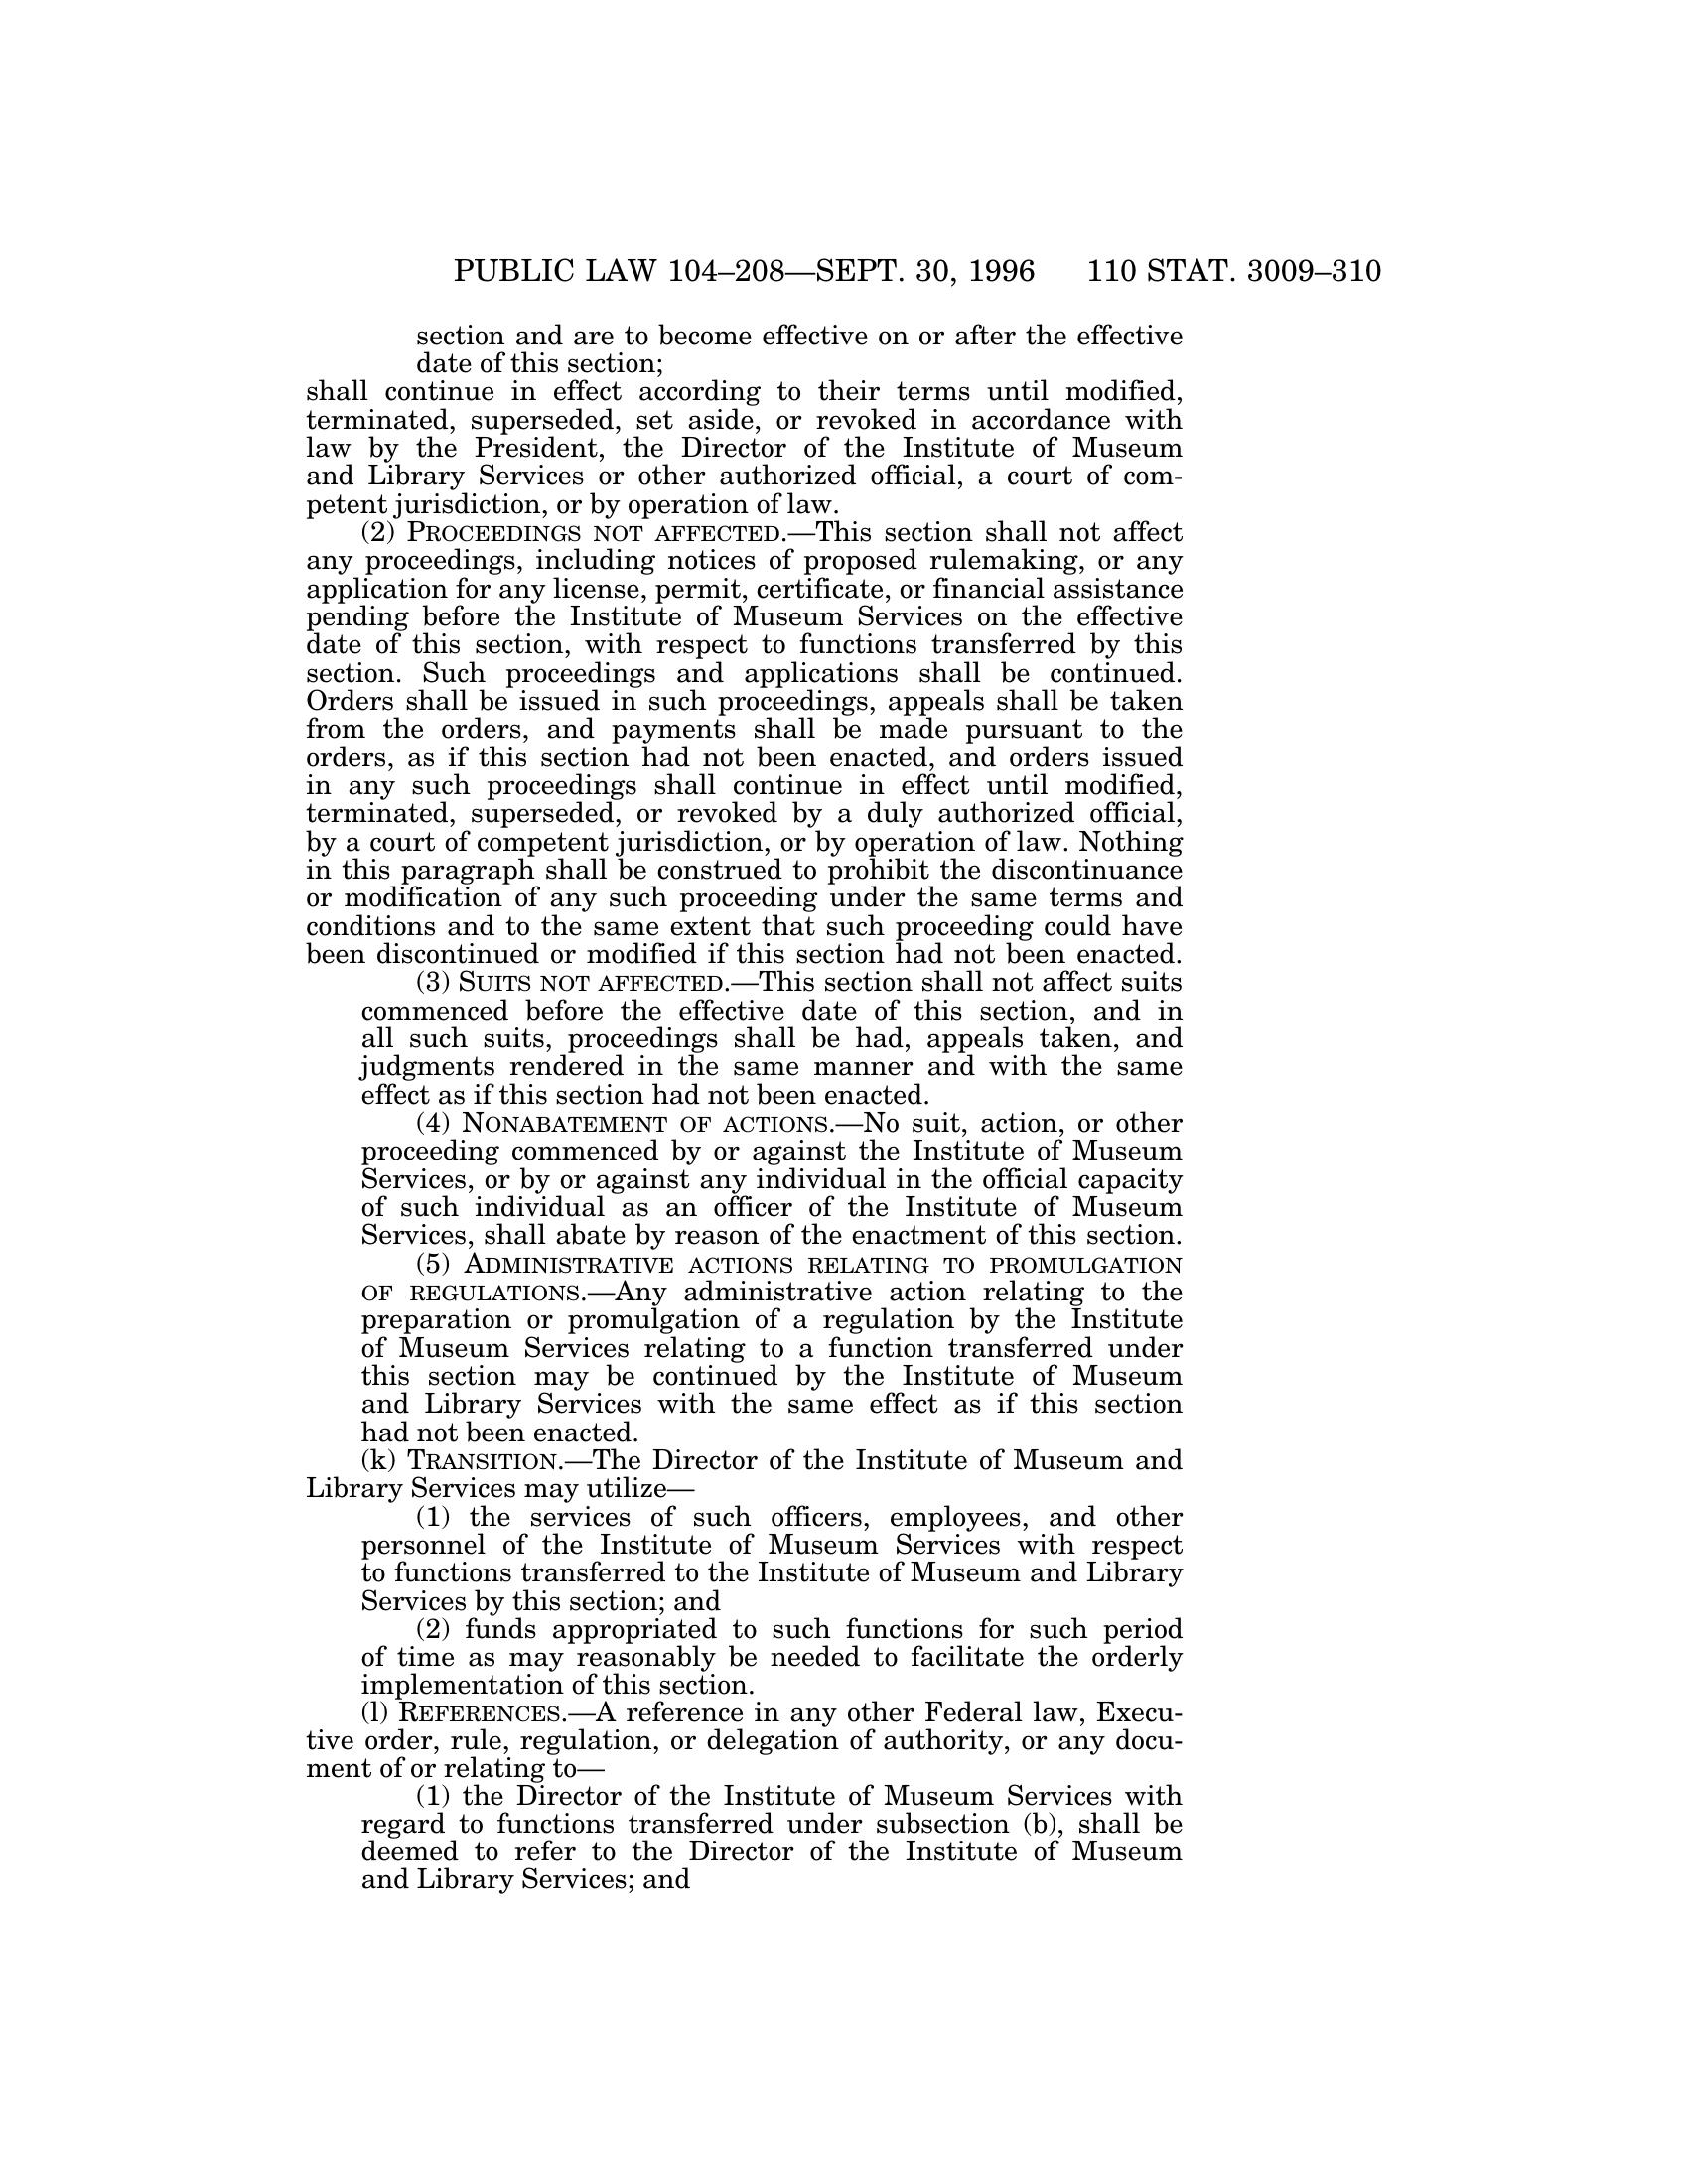 PUBLIC LAW 104–208—SEPT. 30, 1996 110 STAT. 3009–310
section and are to become effective on or after the effective
date of this section;
shall continue in effect according to their terms until modified,
terminated, superseded, set aside, or revoked in accordance with
law by the President, the Director of the Institute of Museum
and Library Services or other authorized official, a court of com-
petent jurisdiction, or by operation of law.
(2) PROCEEDINGS NOT AFFECTED.—This section shall not affect
any proceedings, including notices of proposed rulemaking, or any
application for any license, permit, certificate, or financial assistance
pending before the Institute of Museum Services on the effective
date of this section, with respect to functions transferred by this
section. Such proceedings and applications shall be continued.
Orders shall be issued in such proceedings, appeals shall be taken
from the orders, and payments shall be made pursuant to the
orders, as if this section had not been enacted, and orders issued
in any such proceedings shall continue in effect until modified,
terminated, superseded, or revoked by a duly authorized official,
by a court of competent jurisdiction, or by operation of law. Nothing
in this paragraph shall be construed to prohibit the discontinuance
or modification of any such proceeding under the same terms and
conditions and to the same extent that such proceeding could have
been discontinued or modified if this section had not been enacted.
(3) SUITS NOT AFFECTED.—This section shall not affect suits
commenced before the effective date of this section, and in
all such suits, proceedings shall be had, appeals taken, and
judgments rendered in the same manner and with the same
effect as if this section had not been enacted.
(4) NONABATEMENT OF ACTIONS.—No suit, action, or other
proceeding commenced by or against the Institute of Museum
Services, or by or against any individual in the official capacity
of such individual as an officer of the Institute of Museum
Services, shall abate by reason of the enactment of this section.
(5) ADMINISTRATIVE ACTIONS RELATING TO PROMULGATION
OF REGULATIONS.—Any administrative action relating to the
preparation or promulgation of a regulation by the Institute
of Museum Services relating to a function transferred under
this section may be continued by the Institute of Museum
and Library Services with the same effect as if this section
had not been enacted.
(k) TRANSITION.—The Director of the Institute of Museum and
Library Services may utilize—
(1) the services of such officers, employees, and other
personnel of the Institute of Museum Services with respect
to functions transferred to the Institute of Museum and Library
Services by this section; and
(2) funds appropriated to such functions for such period
of time as may reasonably be needed to facilitate the orderly
implementation of this section.
(l) REFERENCES.—A reference in any other Federal law, Execu-
tive order, rule, regulation, or delegation of authority, or any docu-
ment of or relating to—
(1) the Director of the Institute of Museum Services with
regard to functions transferred under subsection (b), shall be
deemed to refer to the Director of the Institute of Museum
and Library Services; and